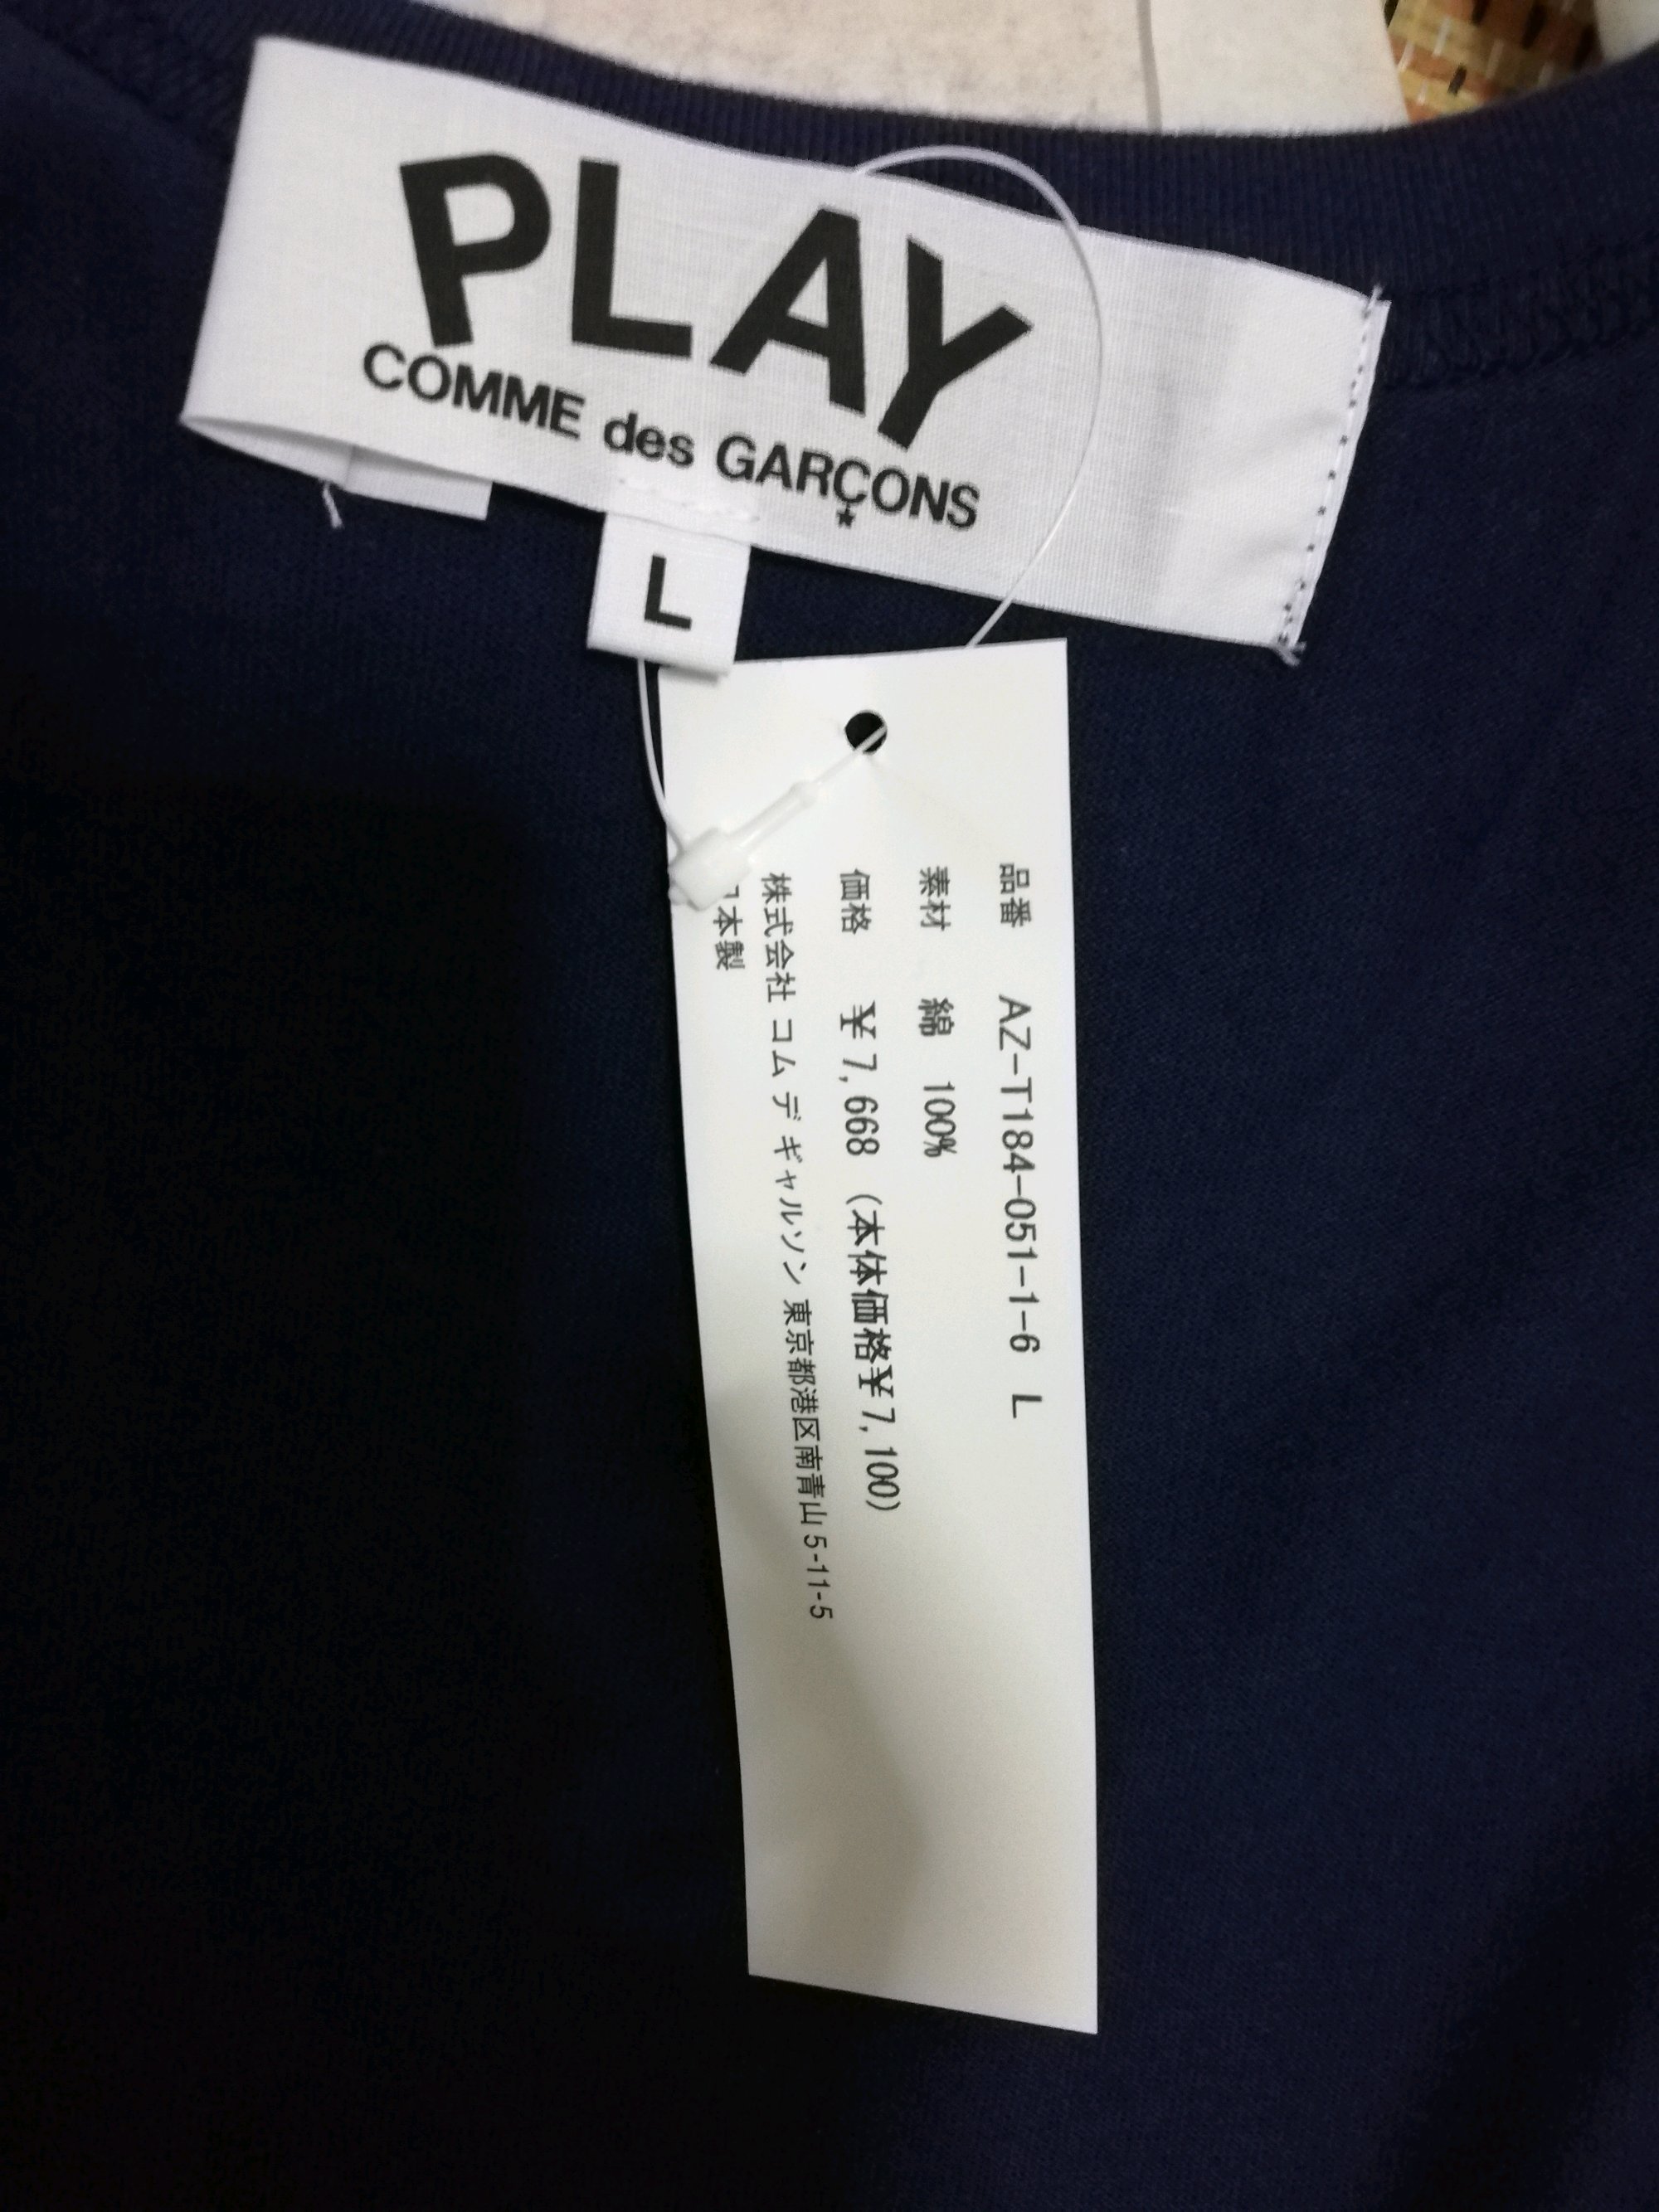 PLAY
COMME des GARÇONS
L
品番 AZ-T184-051-1-6 L
素材 綿 100%
価格 ¥7,668 (本体価格¥7,100)
株式会社 コム デ ギャルソン 東京都港区南青山 5-11-5
日本製